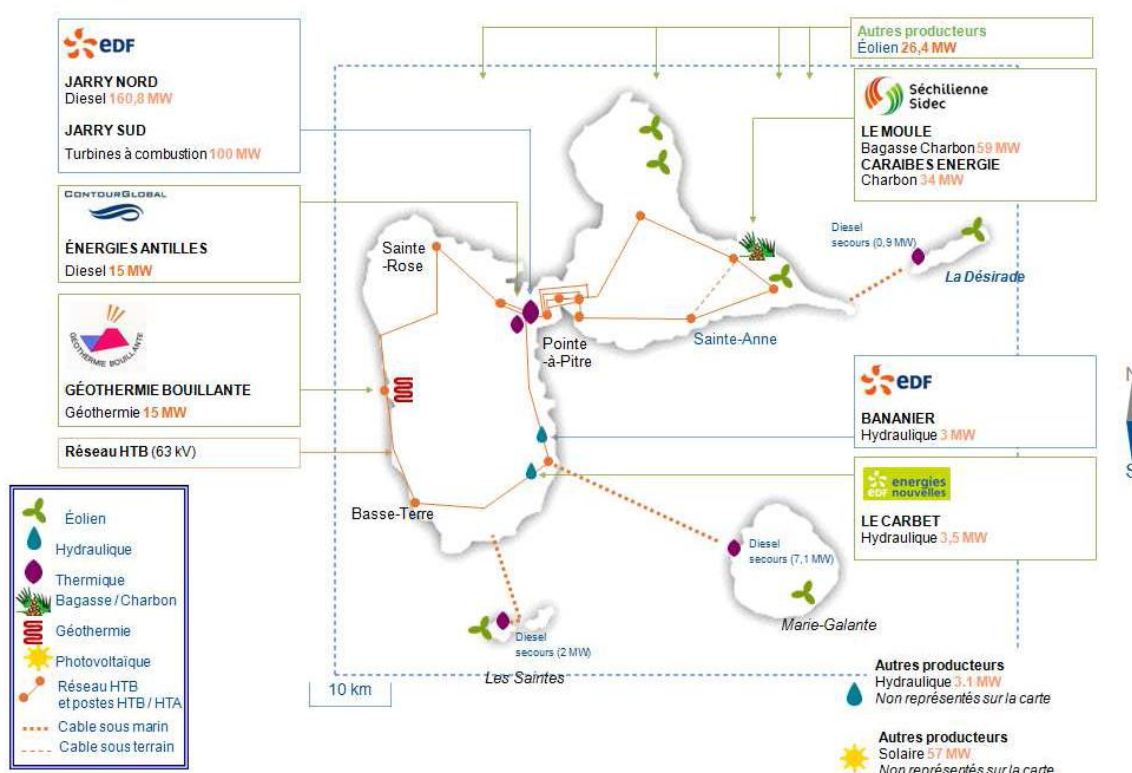 eDF
JARRY NORD
Diesel 160,8 MW
JARRY SUD
Turbines à combustion 100 MW
CONTOURGLOBAL
ÉNERGIES ANTILLES
Diesel 15 MW
GÉOTHERMIE BOUILLANTE
GÉOTHERMIE BOUILLANTE
Géothermie 15 MW
Réseau HTB (63 kV)
Éolien
Hydraulique
Thermique
Bagasse / Charbon
Géothermie
Photovoltaïque
Réseau HTB
et postes HTB / HTA
Cable sous marin
Cable sous terrain
10 km
Sainte
-Rose
Pointe
-à-Pitre
Basse-Terre
Sainte-Anne
Diesel
secours (0,9 MW)
La Désirade
Diesel
secours (7,1 MW)
Marie-Galante
Diesel
secours (2 MW)
Les Saintes
Autres producteurs
Éolien 26,4 MW
Séchilienne
Sidec
LE MOULE
Bagasse Charbon 59 MW
CARAIBES ENERGIE
Charbon 34 MW
N
S
eDF
BANANIER
Hydraulique 3 MW
eDF energies
nouvelles
LE CARBET
Hydraulique 3,5 MW
Autres producteurs
Hydraulique 3.1 MW
Non représentés sur la carte
Autres producteurs
Solaire 57 MW
Non représentés sur la carte